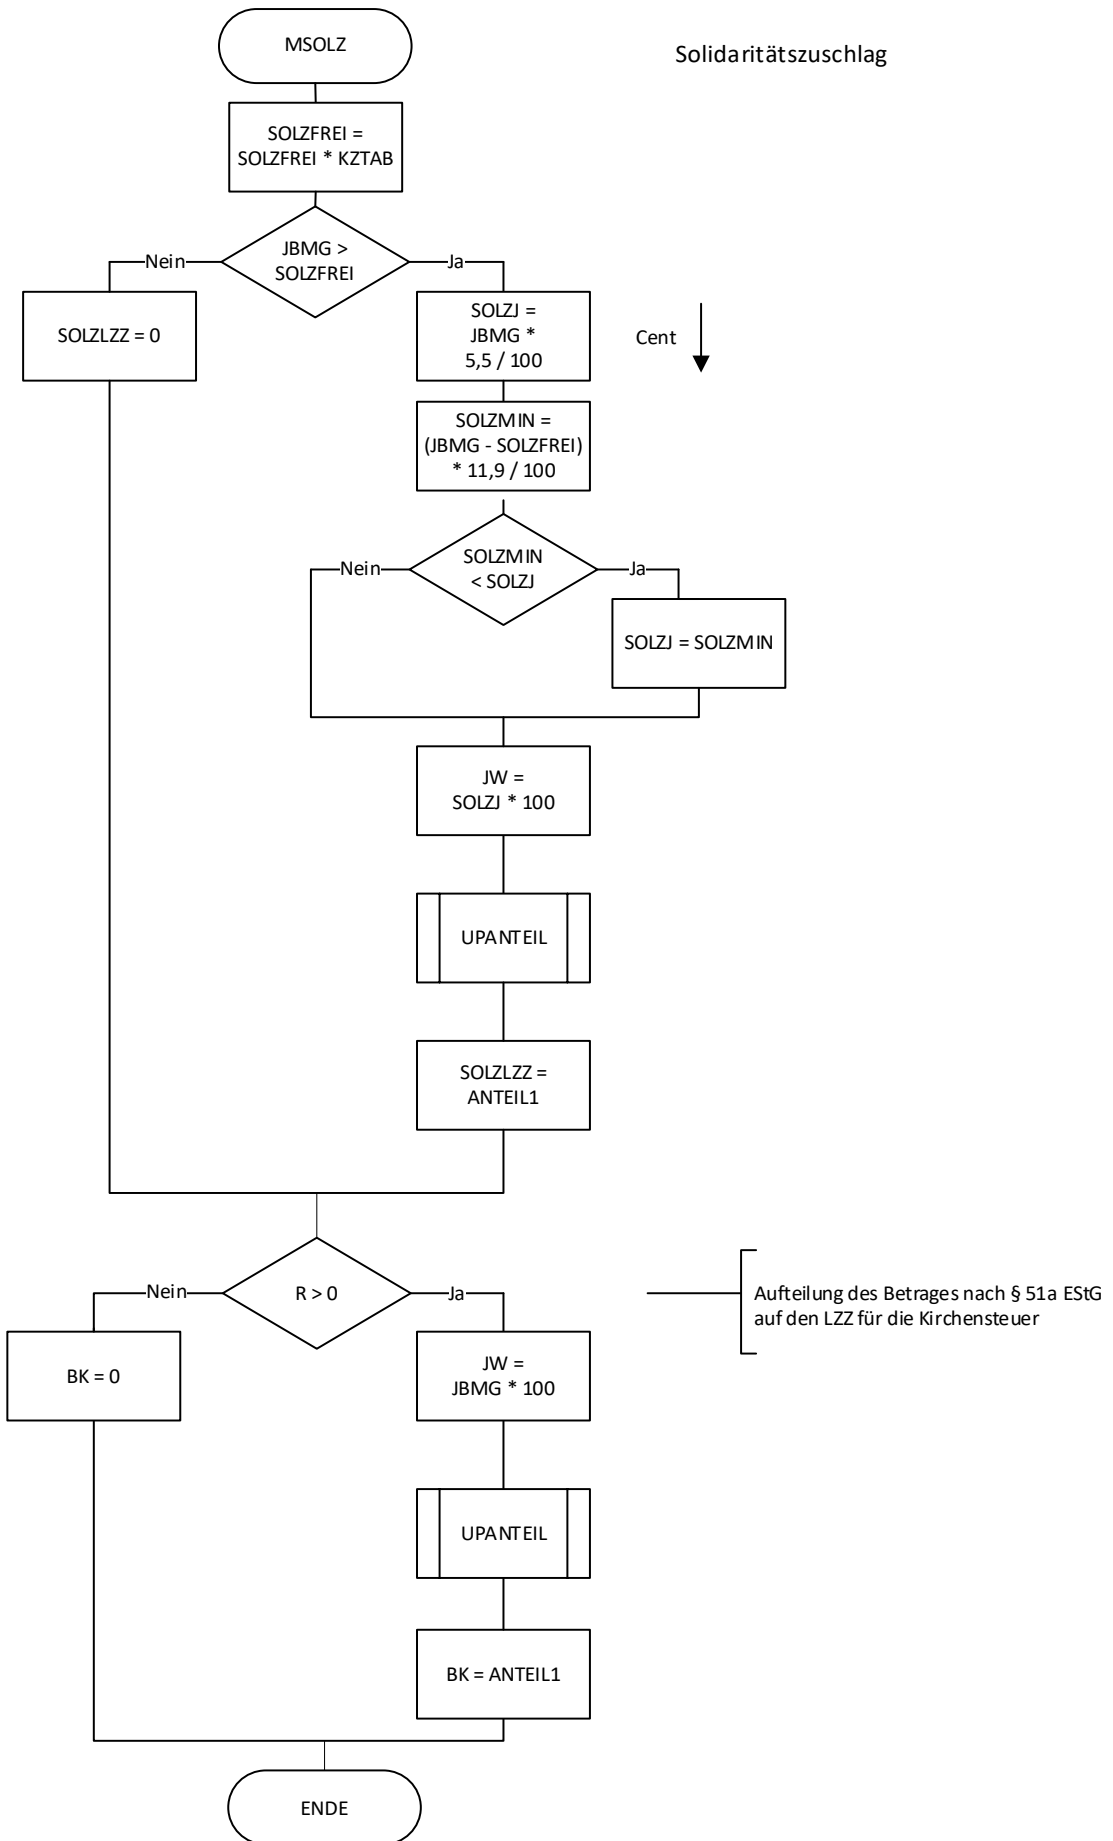 MSOLZ
Solidaritätszuschlag
SOLZFREI =
SOLZFREI * KZTAB
JBMG >
SOLZFREI
Nein
Ja
SOLZLZZ = 0
SOLZJ =
JBMG *
5,5 / 100
Cent
SOLZMIN =
(JBMG - SOLZFREI)
* 11,9 / 100
SOLZMIN
< SOLZJ
Nein
Ja
SOLZJ = SOLZMIN
JW =
SOLZJ * 100
UPANTEIL
SOLZLZZ =
ANTEIL1
R > 0
Nein
Ja
Aufteilung des Betrages nach § 51a EStG
auf den LZZ für die Kirchensteuer
BK = 0
JW =
JBMG * 100
UPANTEIL
BK = ANTEIL1
ENDE